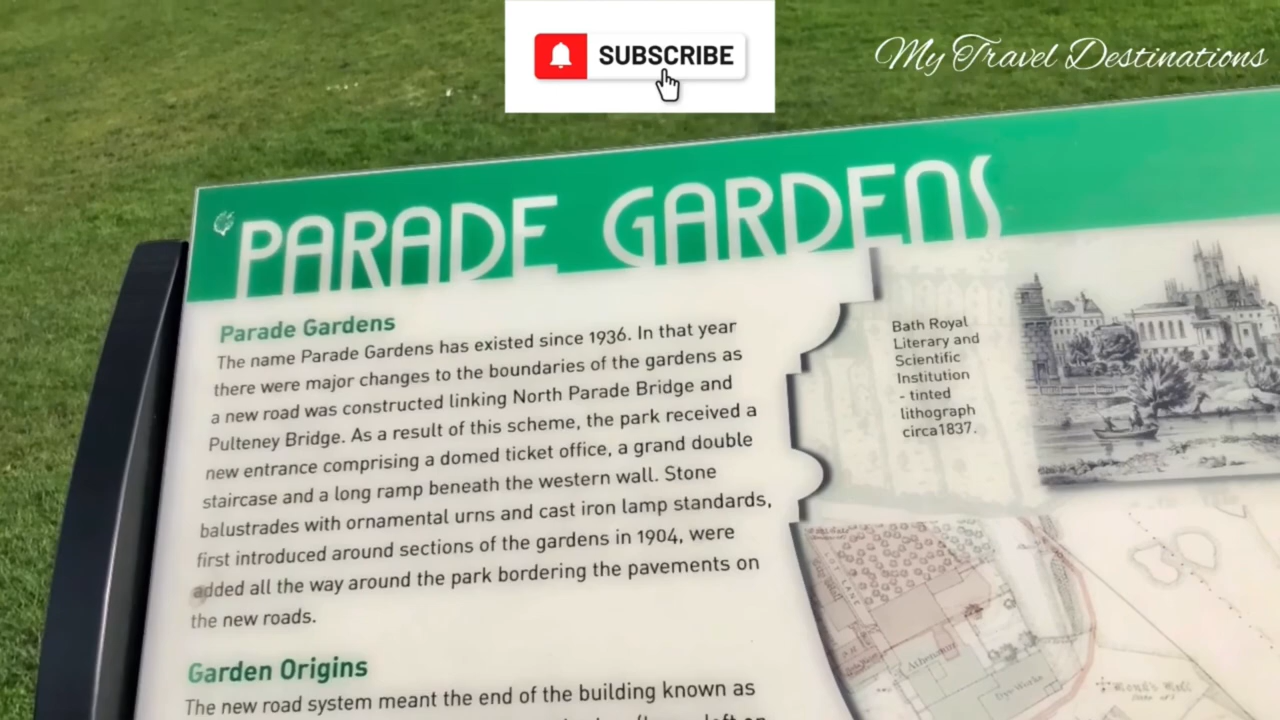 SUBSCRIBE
My Travel Destinations
PARADE GARDENS
Parade Gardens
The name Parade Gardens has existed since 1936. In that year
there were major changes to the boundaries of the gardens as
a new road was constructed linking North Parade Bridge and
Pulteney Bridge. As a result of this scheme, the park received a
new entrance comprising a domed ticket office, a grand double
staircase and a long ramp beneath the western wall. Stone
balustrades with ornamental urns and cast iron lamp standards,
first introduced around sections of the gardens in 1904, were
added all the way around the park bordering the pavements on
the new roads.
Garden Origins
The new road system meant the end of the building known as
Bath Royal
Literary and
Scientific
Institution
- tinted
lithograph
circa1837.
Athenæum
Dye Works